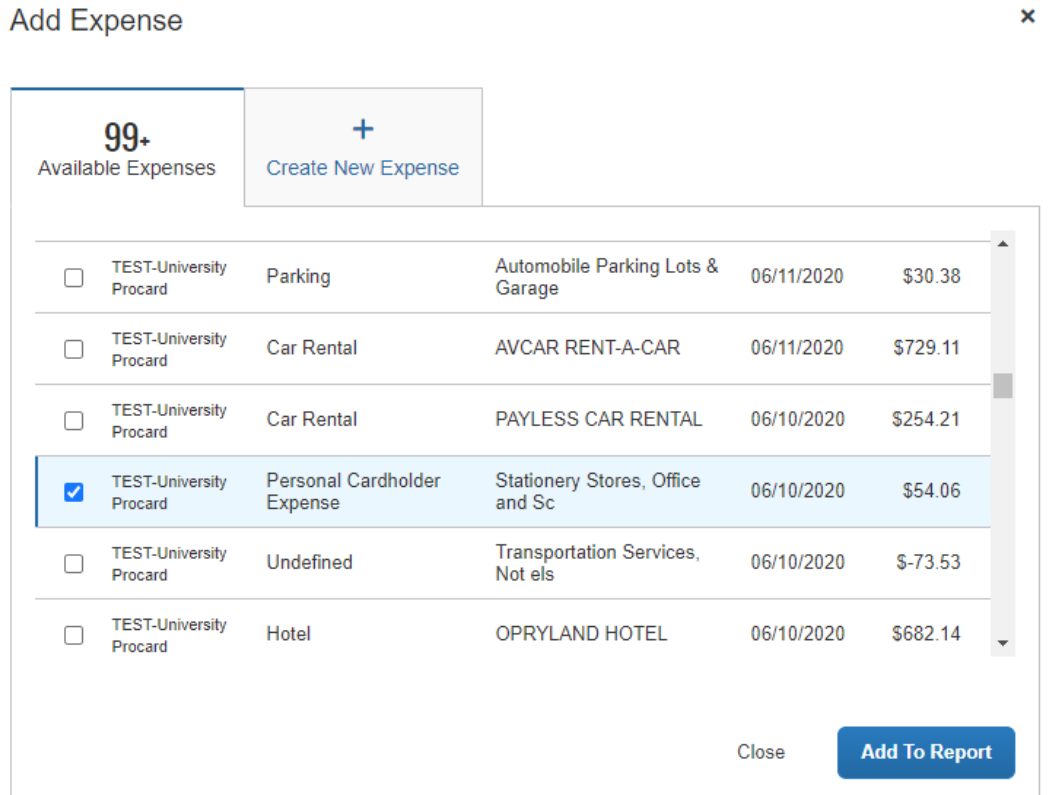 Add Expense ×
99+
Available Expenses
+
Create New Expense
TEST-University Procard Parking Automobile Parking Lots & Garage 06/11/2020 $30.38
TEST-University Procard Car Rental AVCAR RENT-A-CAR 06/11/2020 $729.11
TEST-University Procard Car Rental PAYLESS CAR RENTAL 06/10/2020 $254.21
TEST-University Procard Personal Cardholder Expense Stationery Stores, Office and Sc 06/10/2020 $54.06
TEST-University Procard Undefined Transportation Services, Not els 06/10/2020 $-73.53
TEST-University Procard Hotel OPRYLAND HOTEL 06/10/2020 $682.14
Close Add To Report